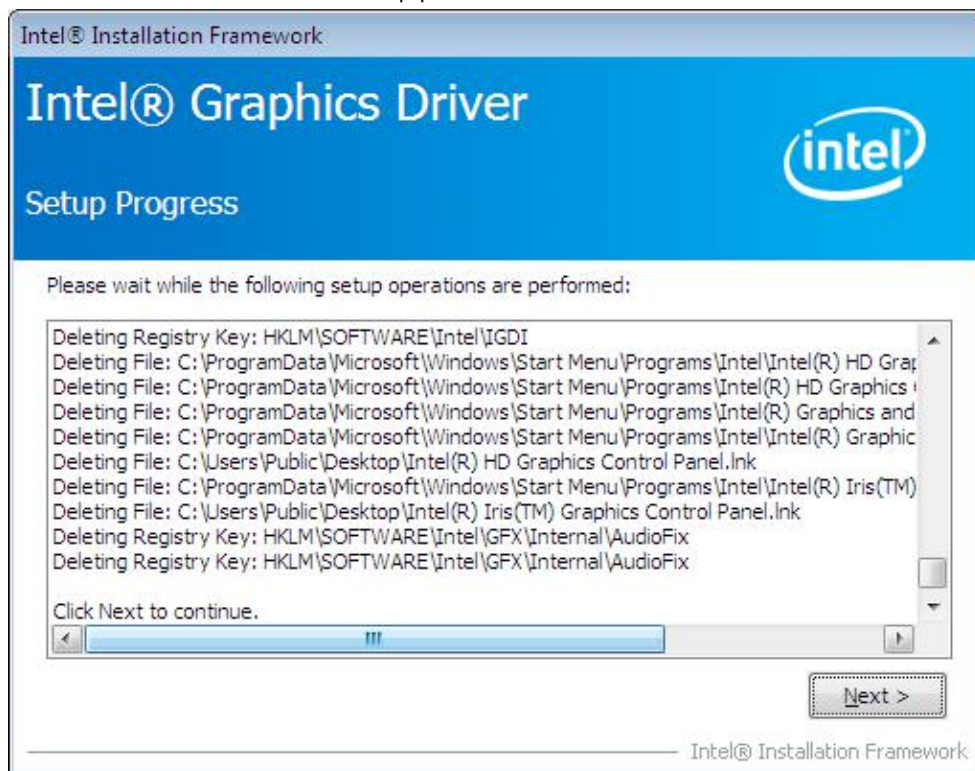 Intel® Installation Framework
Intel® Graphics Driver
intel
Setup Progress
Please wait while the following setup operations are performed:
Deleting Registry Key: HKLM\SOFTWARE\Intel\IGDI
Deleting File: C:\ProgramData\Microsoft\Windows\Start Menu\Programs\Intel\Intel(R) HD Grap
Deleting File: C:\ProgramData\Microsoft\Windows\Start Menu\Programs\Intel(R) HD Graphics
Deleting File: C:\ProgramData\Microsoft\Windows\Start Menu\Programs\Intel(R) Graphics and
Deleting File: C:\ProgramData\Microsoft\Windows\Start Menu\Programs\Intel\Intel(R) Graphic
Deleting File: C:\Users\Public\Desktop\Intel(R) HD Graphics Control Panel.lnk
Deleting File: C:\ProgramData\Microsoft\Windows\Start Menu\Programs\Intel\Intel(R) Iris(TM)
Deleting File: C:\Users\Public\Desktop\Intel(R) Iris(TM) Graphics Control Panel.lnk
Deleting Registry Key: HKLM\SOFTWARE\Intel\GFX\Internal\AudioFix
Deleting Registry Key: HKLM\SOFTWARE\Intel\GFX\Internal\AudioFix
Click Next to continue.
Next >
Intel® Installation Framework